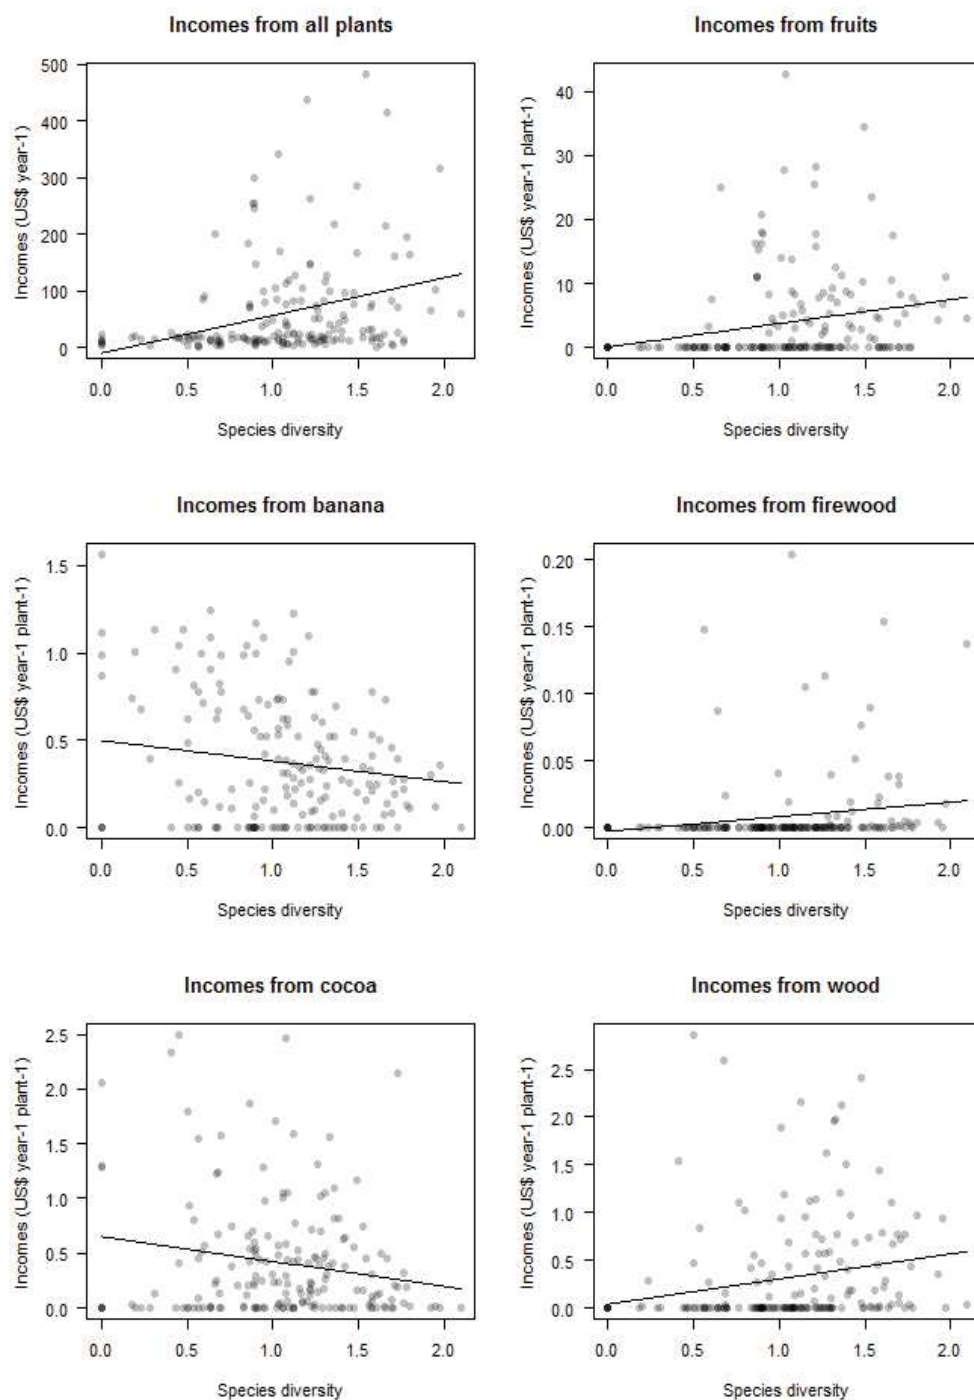 Incomes from all plants
Incomes (US$ year-1)
500
400
300
200
100
0
0.0 0.5 1.0 1.5 2.0
Species diversity
Incomes from fruits
Incomes (US$ year-1 plant-1)
40
30
20
10
0
0.0 0.5 1.0 1.5 2.0
Species diversity
Incomes from banana
Incomes (US$ year-1 plant-1)
1.5
1.0
0.5
0.0
0.0 0.5 1.0 1.5 2.0
Species diversity
Incomes from firewood
Incomes (US$ year-1 plant-1)
0.20
0.15
0.10
0.05
0.00
0.0 0.5 1.0 1.5 2.0
Species diversity
Incomes from cocoa
Incomes (US$ year-1 plant-1)
2.5
2.0
1.5
1.0
0.5
0.0
0.0 0.5 1.0 1.5 2.0
Species diversity
Incomes from wood
Incomes (US$ year-1 plant-1)
2.5
2.0
1.5
1.0
0.5
0.0
0.0 0.5 1.0 1.5 2.0
Species diversity